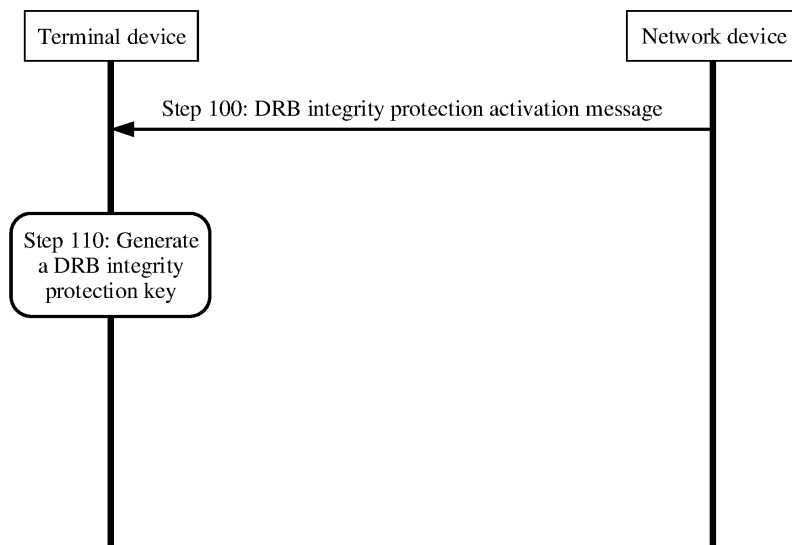 Terminal device
Network device
Step 100: DRB integrity protection activation message
Step 110: Generate
a DRB integrity
protection key